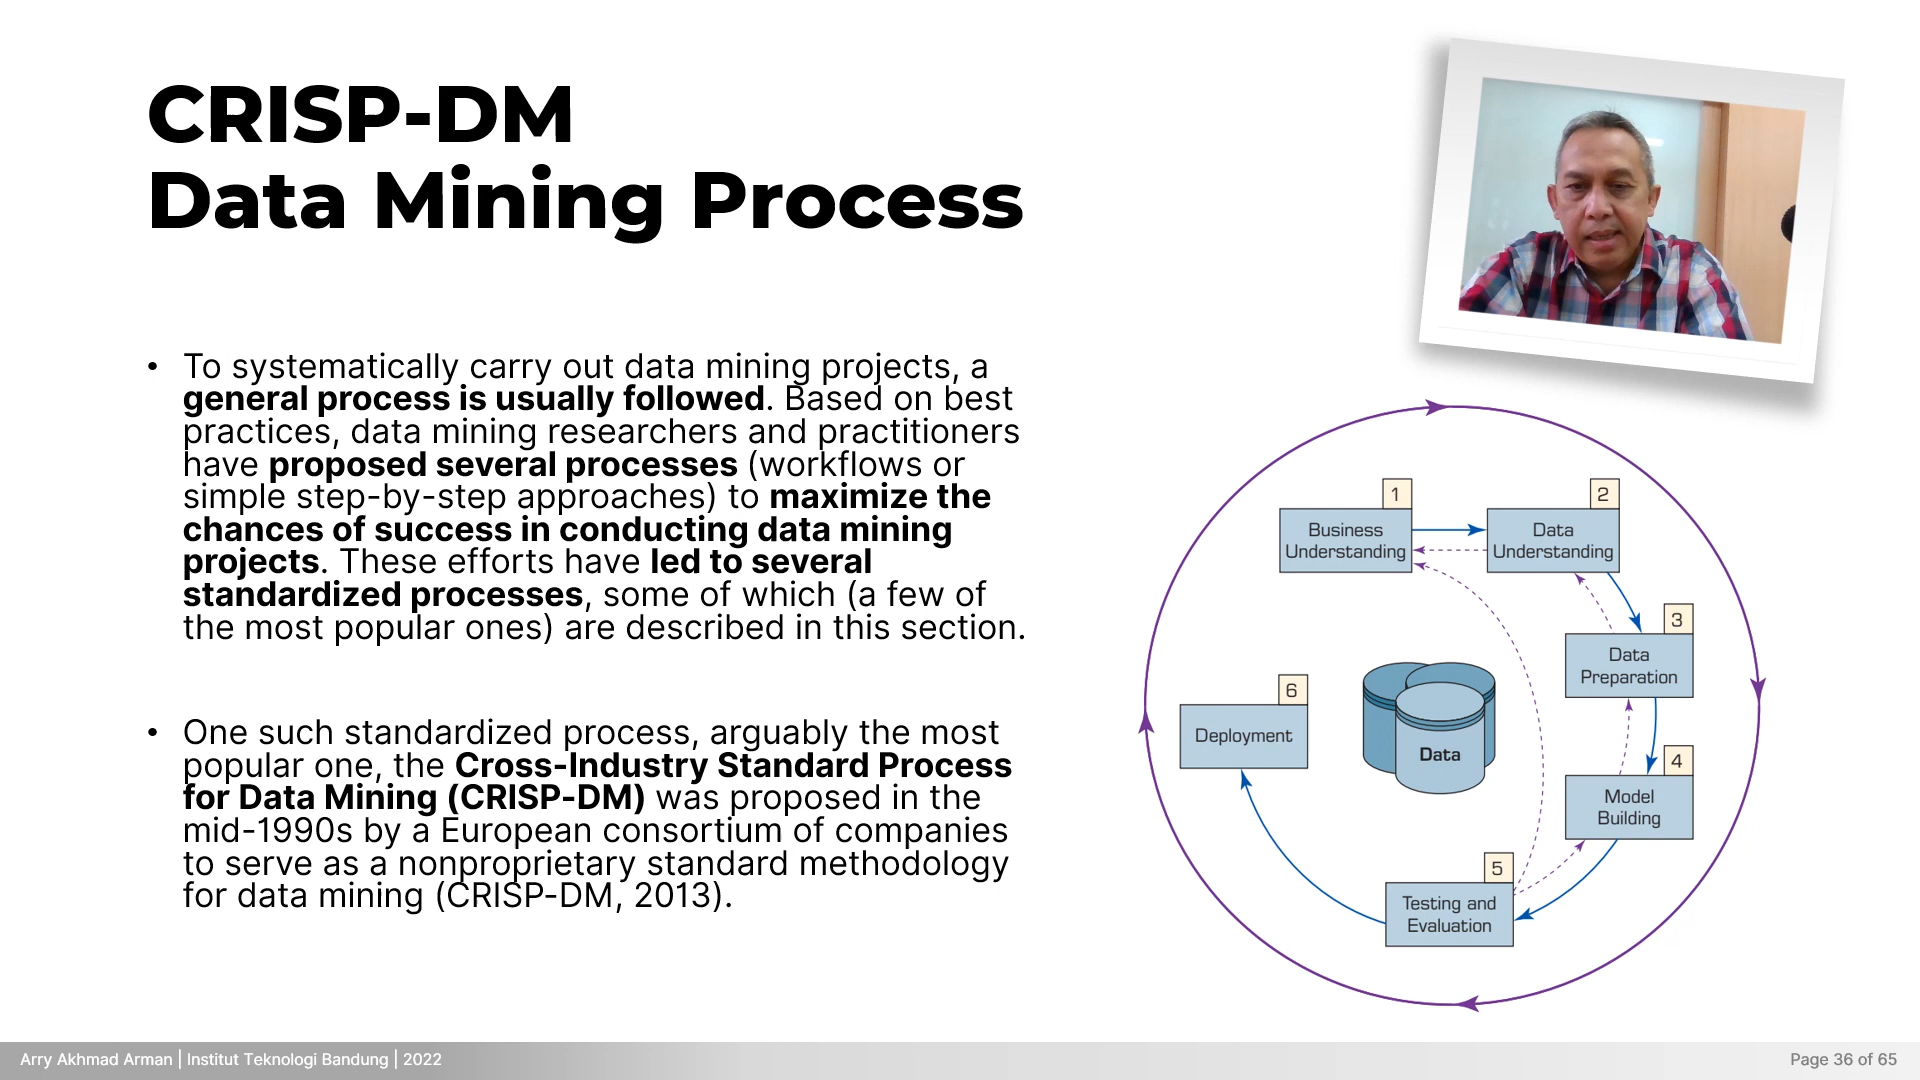 CRISP-DM
Data Mining Process
• To systematically carry out data mining projects, a
general process is usually followed. Based on best
practices, data mining researchers and practitioners
have proposed several processes (workflows or
simple step-by-step approaches) to maximize the
chances of success in conducting data mining
projects. These efforts have led to several
standardized processes, some of which (a few of
the most popular ones) are described in this section.
• One such standardized process, arguably the most
popular one, the Cross-Industry Standard Process
for Data Mining (CRISP-DM) was proposed in the
mid-1990s by a European consortium of companies
to serve as a nonproprietary standard methodology
for data mining (CRISP-DM, 2013).
1
Business
Understanding
2
Data
Understanding
3
Data
Preparation
4
Model
Building
5
Testing and
Evaluation
6
Deployment
Data
Arry Akhmad Arman | Institut Teknologi Bandung | 2022
Page 36 of 65